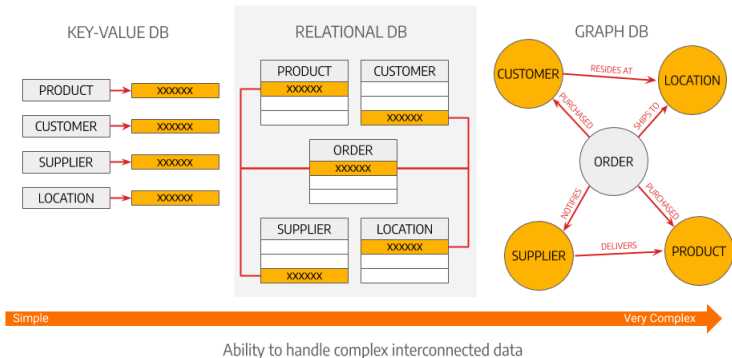 KEY-VALUE DB
PRODUCT XXXXXX
CUSTOMER XXXXXX
SUPPLIER XXXXXX
LOCATION XXXXXX
RELATIONAL DB
PRODUCT
XXXXXX
CUSTOMER
XXXXXX
ORDER
XXXXXX
SUPPLIER
XXXXXX
LOCATION
XXXXXX
GRAPH DB
CUSTOMER
RESIDES AT
LOCATION
PURCHASED
SHIPS TO
ORDER
NOTIFIES
PURCHASED
SUPPLIER
DELIVERS
PRODUCT
Simple
Very Complex
Ability to handle complex interconnected data